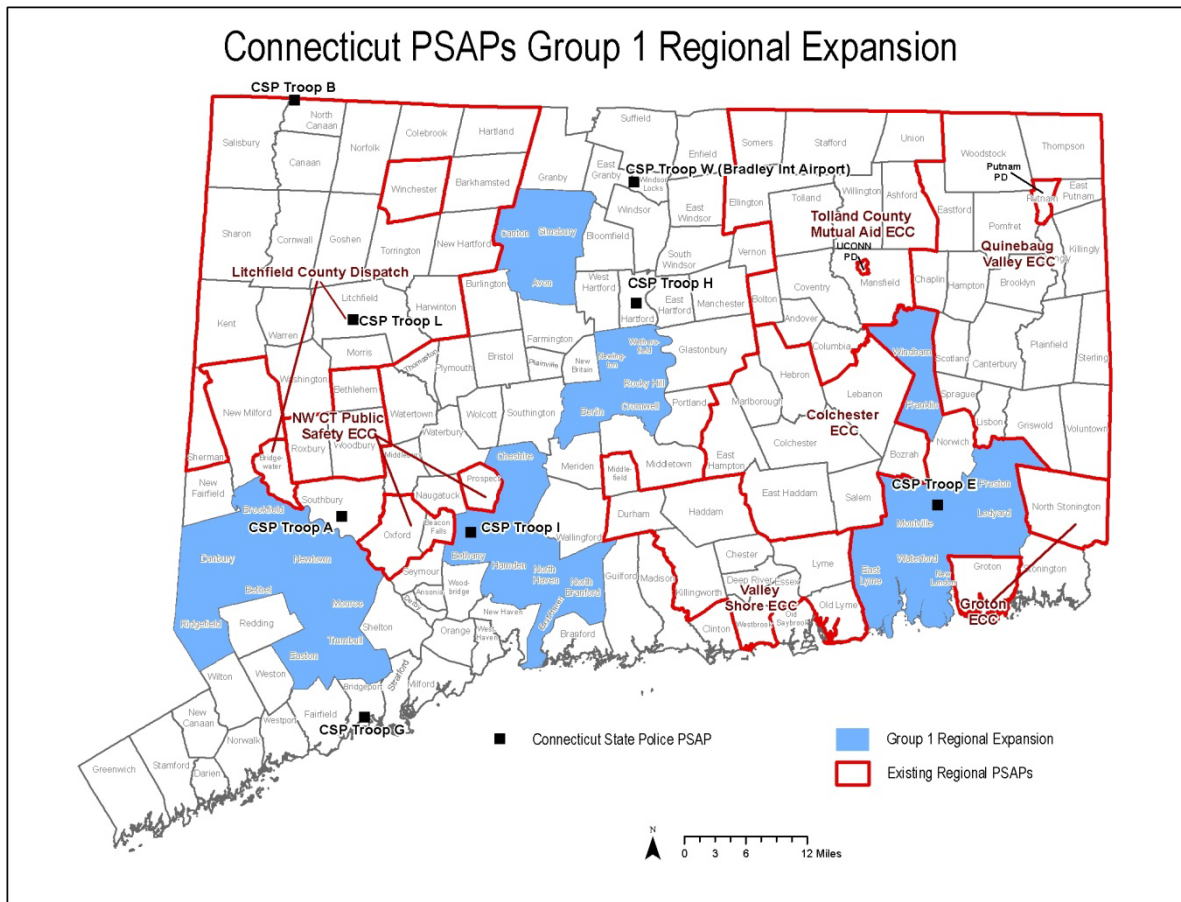 Connecticut PSAPs Group 1 Regional Expansion
CSP Troop B
North
Canaan
Colebrook
Hartland
Salisbury
Norfolk
Canaan
Suffield
Granby
East
Granby
Enfield
Windsor
Locks
CSP Troop W (Bradley Int Airport)
Somers
Stafford
Union
Woodstock
Thompson
Putnam
PD
Putnam
East
Putnam
Winchester
Barkhamsted
Sharon
Cornwall
Goshen
Torrington
New Hartford
Canton
Simsbury
Avon
Windsor
East
Windsor
Bloomfield
South
Windsor
Ellington
Tolland
Willington
Ashford
Eastford
Pomfret
Killingly
Tolland County
Mutual Aid ECC
UCONN
PD
Quinebaug
Valley ECC
Vernon
Mansfield
Chaplin
Hampton
Brooklyn
Litchfield County Dispatch
Litchfield
Harwinton
Burlington
West
Hartford
CSP Troop H
Hartford
East
Hartford
Manchester
Bolton
Coventry
Andover
Columbia
CSP Troop L
Kent
Warren
Morris
Farmington
Bristol
Plainville
New
Britain
Newing-
ton
Wethers-
field
Rocky Hill
Cromwell
Berlin
Glastonbury
Hebron
Marlborough
Lebanon
Windham
Scotland
Canterbury
Plainfield
Sterling
Franklin
Sprague
Lisbon
Griswold
Voluntown
Thomaston
Plymouth
Washington
Bethlehem
Watertown
Wolcott
Southington
New Milford
Sherman
NW CT Public
Safety ECC
Roxbury
Woodbury
Bridge-
water
Waterbury
Middlebury
Portland
Colchester
ECC
Colchester
East
Hampton
Bozrah
Norwich
Cheshire
Meriden
Middle-
field
Middletown
Prospect
Naugatuck
New
Fairfield
Brookfield
Southbury
CSP Troop A
Oxford
Beacon
Falls
CSP Troop I
Bethany
Hamden
Wallingford
Durham
Haddam
East Haddam
Salem
CSP Troop E
Preston
Montville
Ledyard
North Stonington
Danbury
Newtown
Bethel
Monroe
Seymour
Ansonia
Derby
Wood-
bridge
North
Haven
North
Branford
Guilford
Madison
Killingworth
Chester
Deep River
Essex
Lyme
East
Lyme
Waterford
New
London
Groton
Stonington
Valley
Shore ECC
Groton
ECC
Ridgefield
Redding
Shelton
Trumbull
Easton
Orange
New Haven
West
Haven
East Haven
Branford
Clinton
Westbrook
Old
Saybrook
Old Lyme
Wilton
Weston
Bridgeport
Stratford
Milford
Fairfield
CSP Troop G
New
Canaan
Westport
Norwalk
Greenwich
Stamford
Darien
Connecticut State Police PSAP
Group 1 Regional Expansion
Existing Regional PSAPs
N
0 3 6 12 Miles